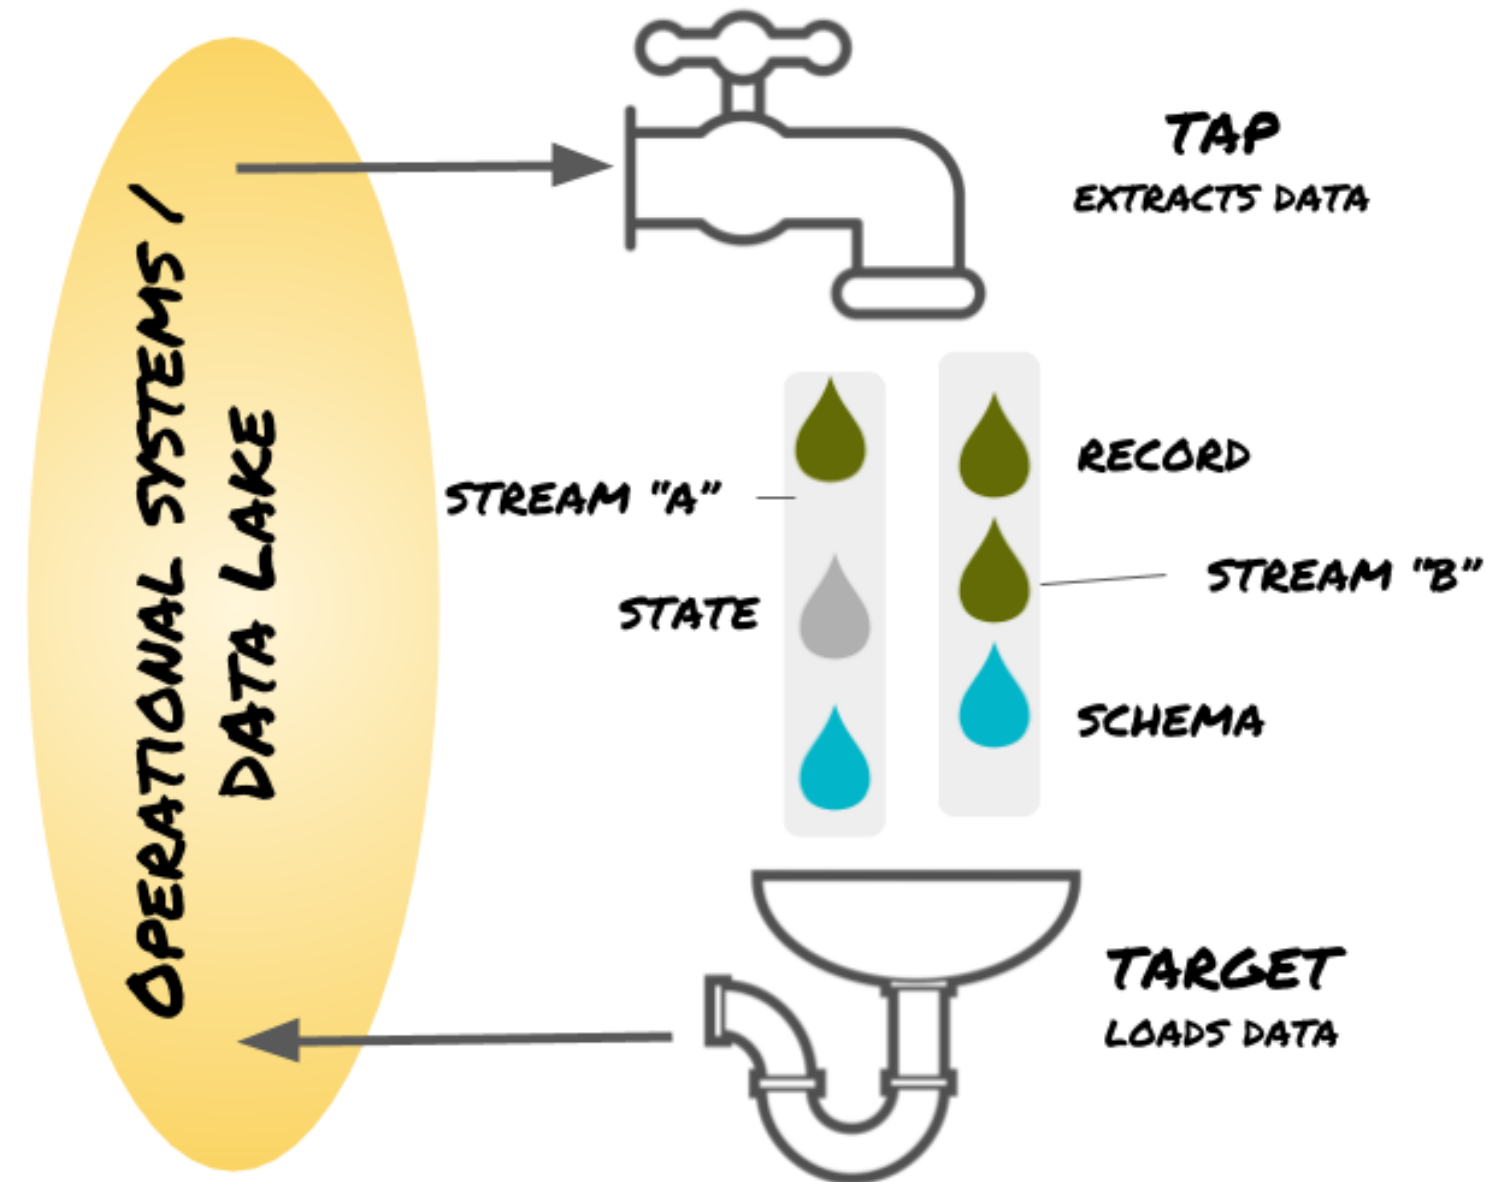 Operational systems /
Data Lake
TAP
EXTRACTS DATA
STREAM "A"
RECORD
STREAM "B"
STATE
SCHEMA
TARGET
LOADS DATA